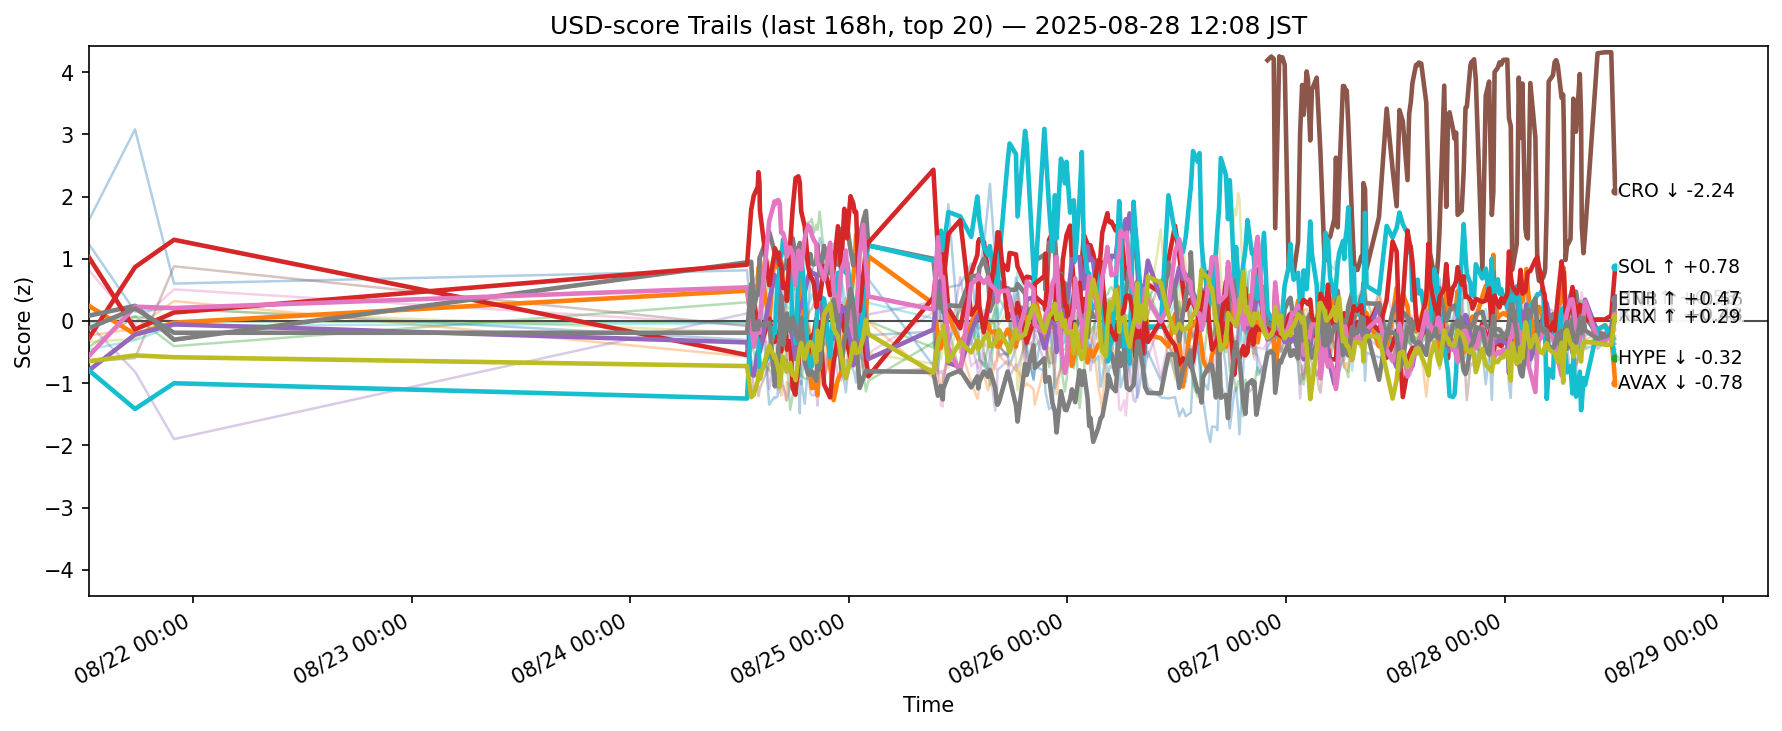 USD-score Trails (last 168h, top 20) — 2025-08-28 12:08 JST
4
3
2
1
0
−1
−2
−3
−4
Score (z)
CRO ↓ -2.24
SOL ↑ +0.78
ETH ↑ +0.47
TRX ↑ +0.29
HYPE ↓ -0.32
AVAX ↓ -0.78
08/22 00:00
08/23 00:00
08/24 00:00
08/25 00:00
08/26 00:00
08/27 00:00
08/28 00:00
08/29 00:00
Time